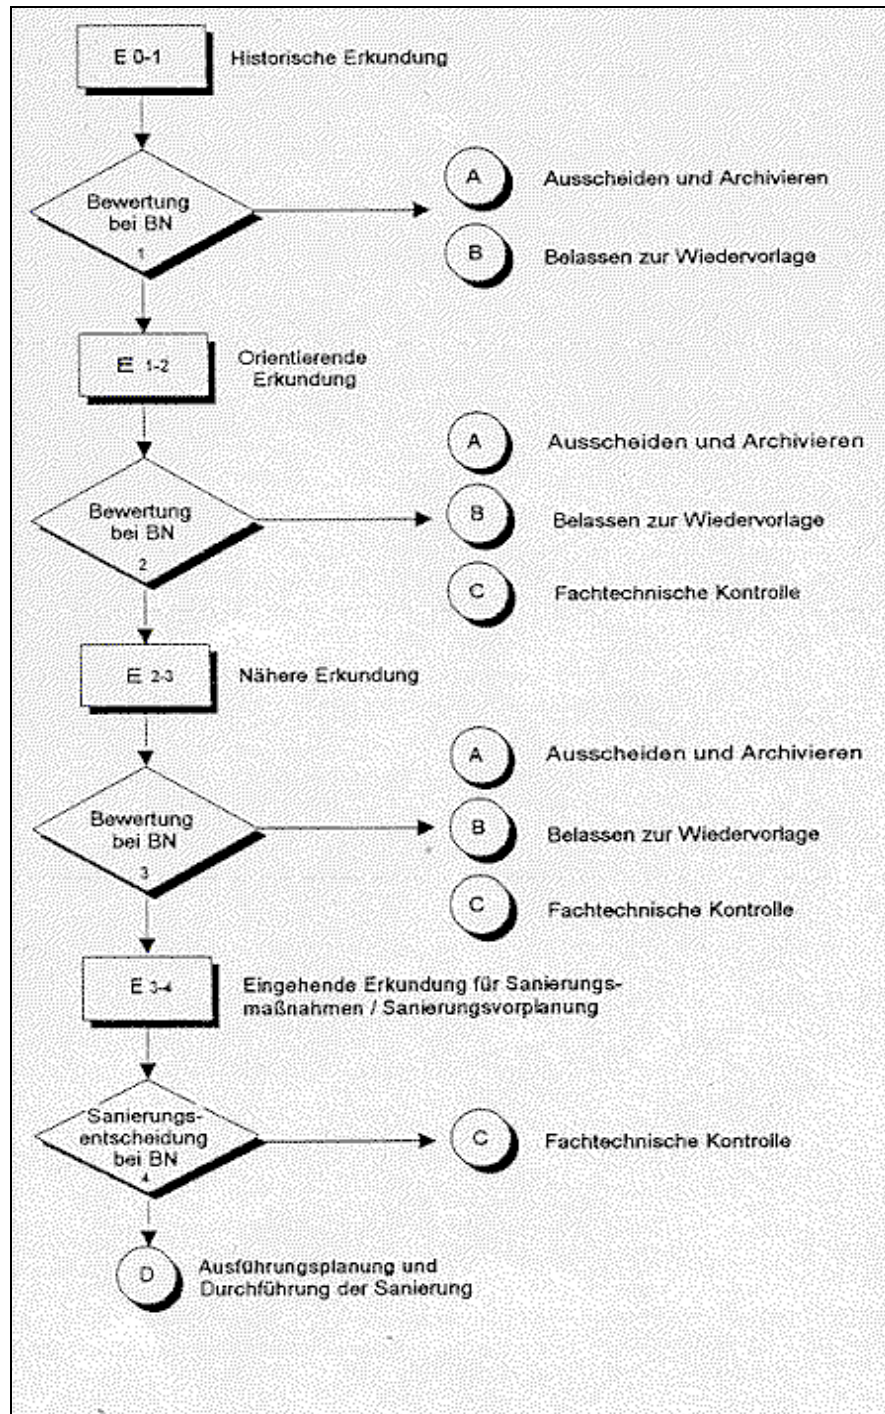 E 0-1
Historische Erkundung
Bewertung
bei BN
1
A
Ausscheiden und Archivieren
B
Belassen zur Wiedervorlage
E 1-2
Orientierende
Erkundung
Bewertung
bei BN
2
A
Ausscheiden und Archivieren
B
Belassen zur Wiedervorlage
C
Fachtechnische Kontrolle
E 2-3
Nähere Erkundung
Bewertung
bei BN
3
A
Ausscheiden und Archivieren
B
Belassen zur Wiedervorlage
C
Fachtechnische Kontrolle
E 3-4
Eingehende Erkundung für Sanierungs-
maßnahmen / Sanierungsvorplanung
Sanierungs-
entscheidung
bei BN
4
C
Fachtechnische Kontrolle
D
Ausführungsplanung und
Durchführung der Sanierung